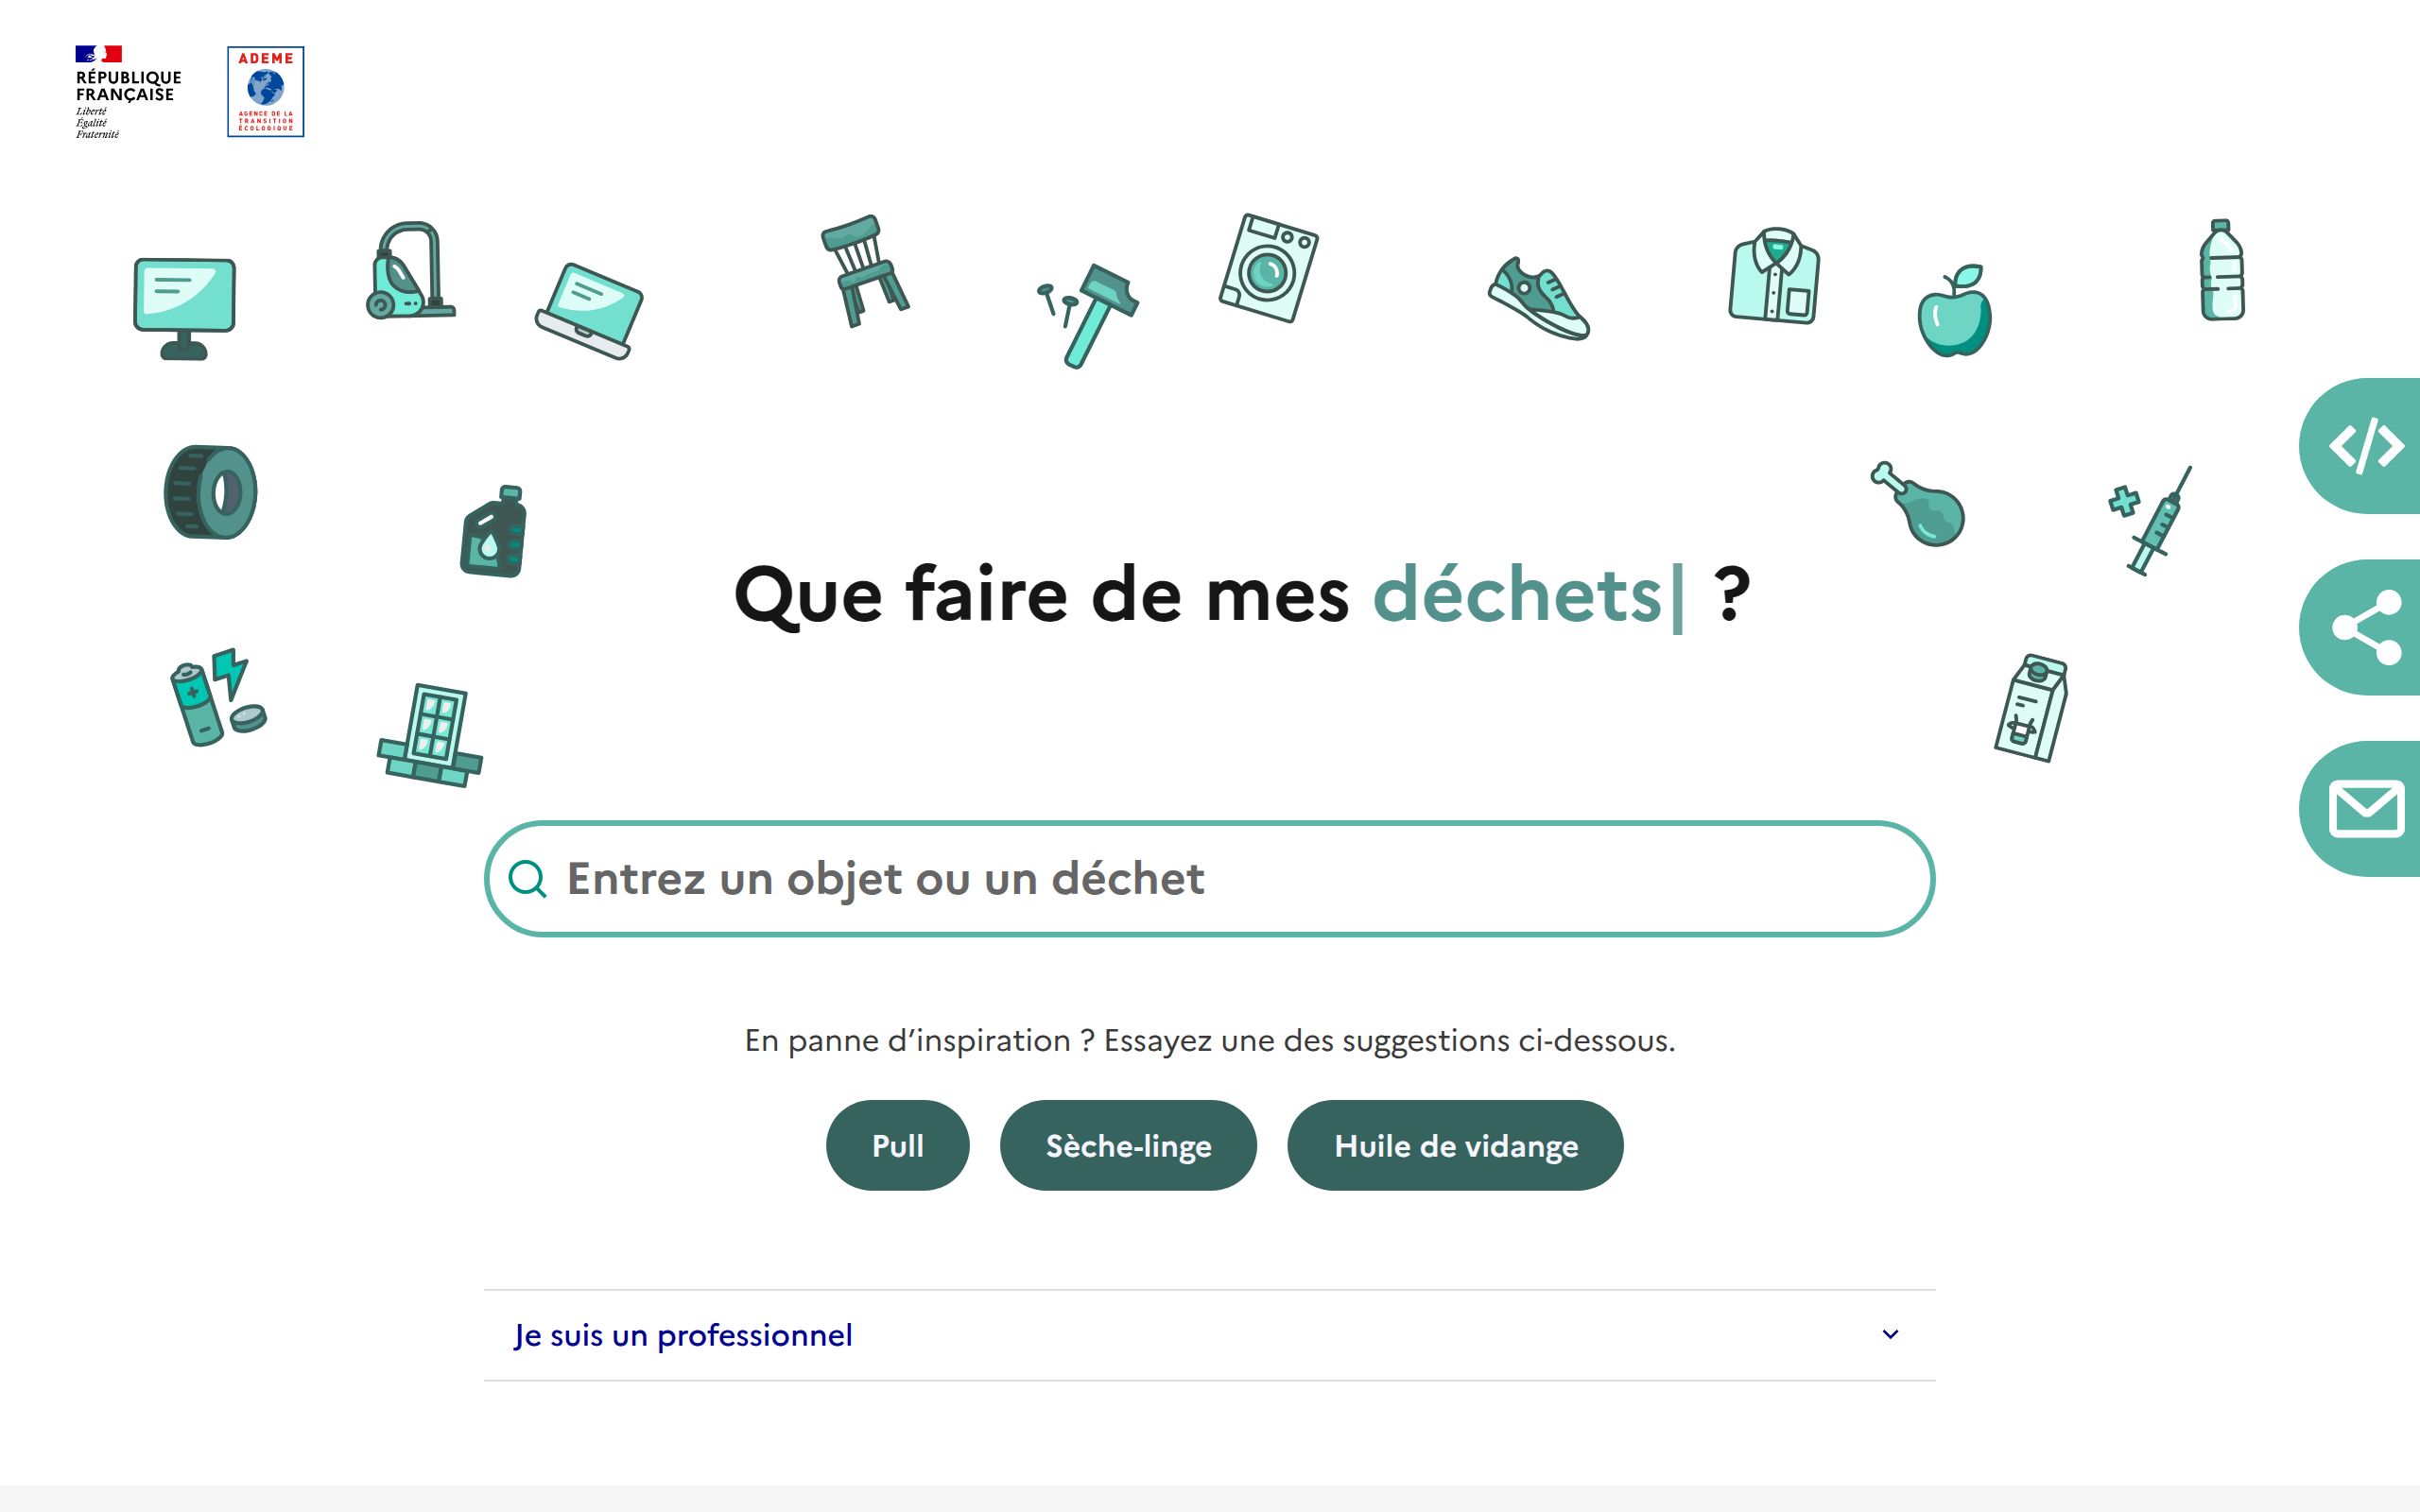 RÉPUBLIQUE
FRANÇAISE
Liberté
Égalité
Fraternité
ADEME
AGENCE DE LA
TRANSITION
ÉCOLOGIQUE
Que faire de mes déchets| ?
Entrez un objet ou un déchet
En panne d’inspiration ? Essayez une des suggestions ci-dessous.
Pull
Sèche-linge
Huile de vidange
Je suis un professionnel